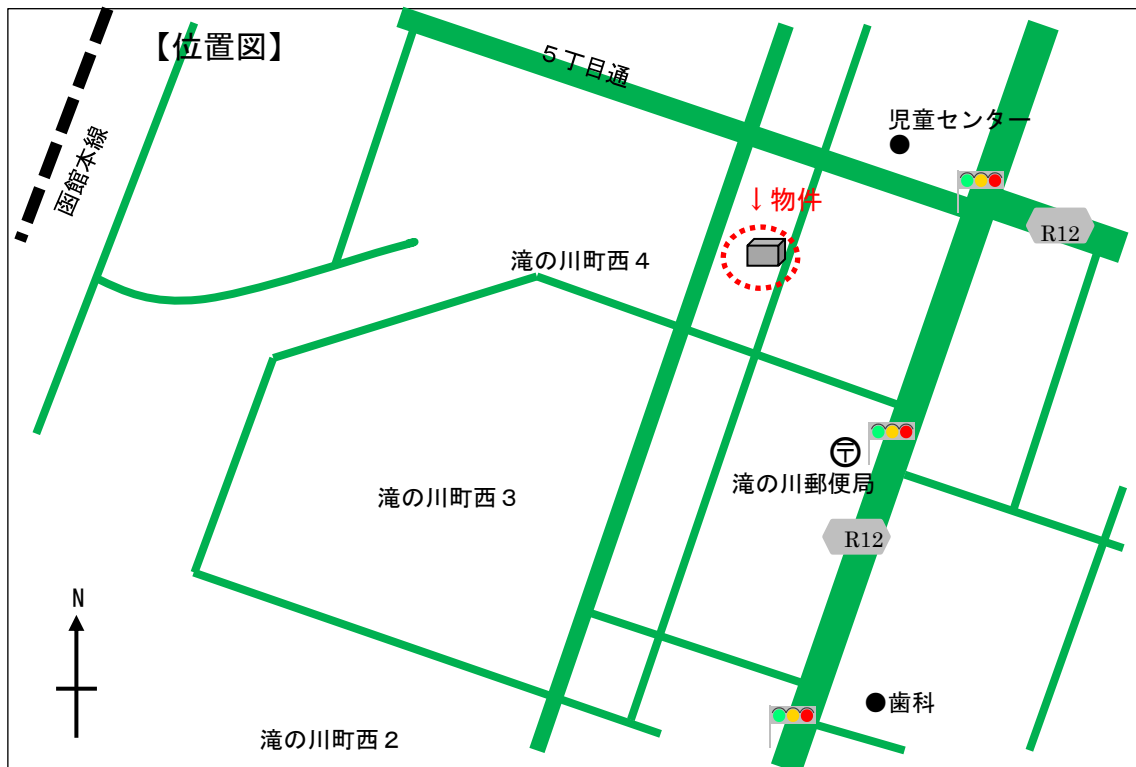 【位置図】
5丁目通
児童センター
函館本線
↓物件
R12
滝の川町西4
滝の川町西3
滝の川郵便局
R12
N
歯科
滝の川町西2